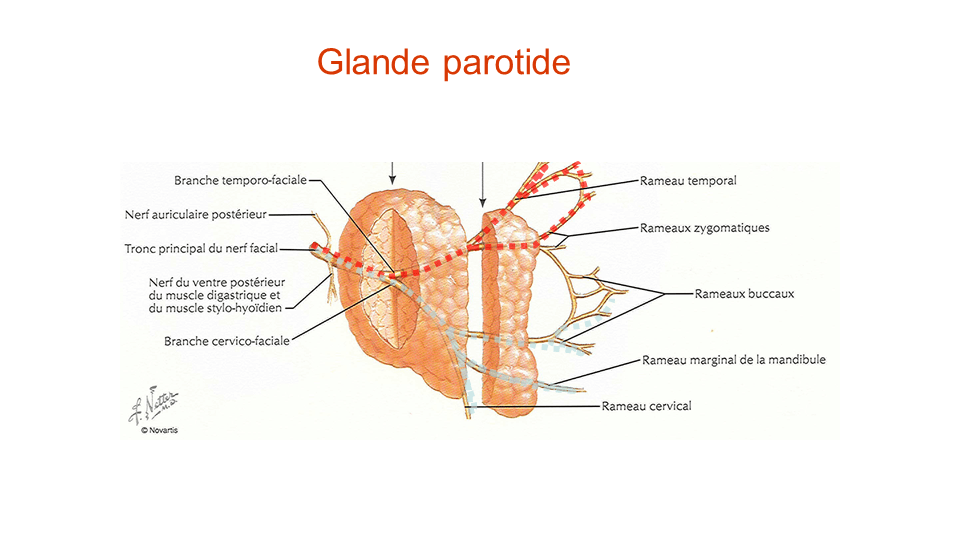 Glande parotide
Branche temporo-faciale
Nerf auriculaire postérieur
Tronc principal du nerf facial
Nerf du ventre postérieur
du muscle digastrique et
du muscle stylo-hyoïdien
Branche cervico-faciale
Rameau temporal
Rameaux zygomatiques
Rameaux buccaux
Rameau marginal de la mandibule
Rameau cervical
F. Netter
M.D.
© Novartis